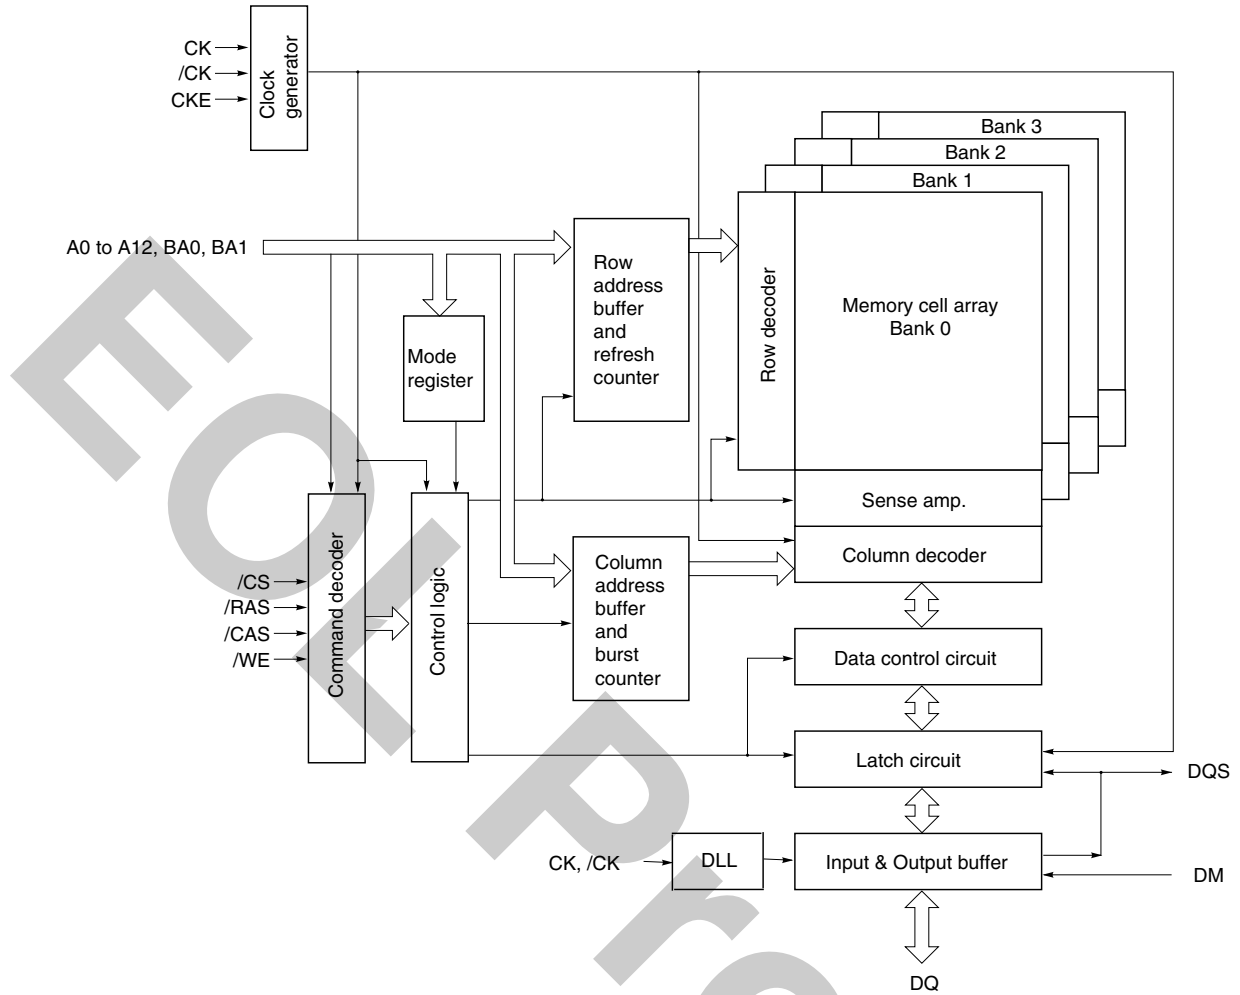 CK
/CK
CKE
Clock
generator
Bank 3
Bank 2
Bank 1
A0 to A12, BA0, BA1
Row
address
buffer
and
refresh
counter
Row decoder
Memory cell array
Bank 0
Mode
register
Sense amp.
Column decoder
Command decoder
Control logic
/CS
/RAS
/CAS
/WE
Column
address
buffer
and
burst
counter
Data control circuit
Latch circuit
DQS
CK, /CK
DLL
Input & Output buffer
DM
DQ
EOL Pro